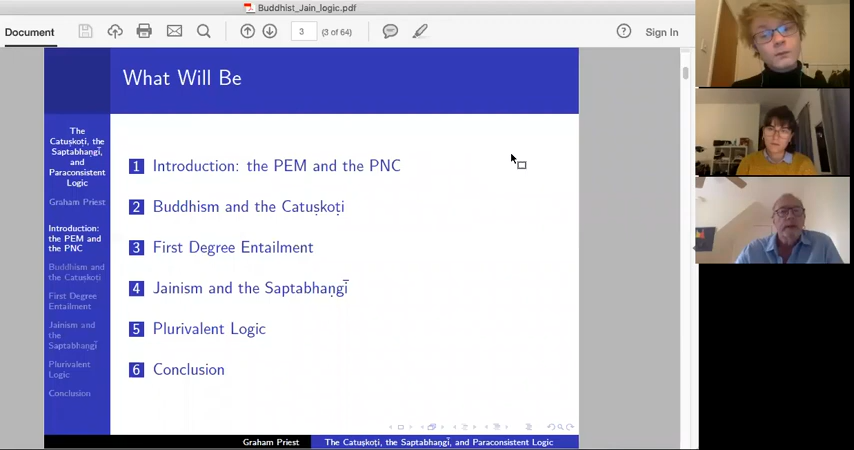 Buddhist_Jain_logic.pdf
Document
3
(3 of 64)
Sign In
What Will Be
The
Catuṣkoṭi, the
Saptabhaṅgī,
and
Paraconsistent
Logic
Graham Priest
Introduction:
the PEM and
the PNC
Buddhism and
the Catuskoti
First Degree
Entailment
Jainism and
the
Saptabhaṅgī
Plurivalent
Logic
Conclusion
1 Introduction: the PEM and the PNC
2 Buddhism and the Catuṣkoṭi
3 First Degree Entailment
4 Jainism and the Saptabhaṇgī
5 Plurivalent Logic
6 Conclusion
Graham Priest
The Catuṣkoṭi, the Saptabhaṇgī, and Paraconsistent Logic